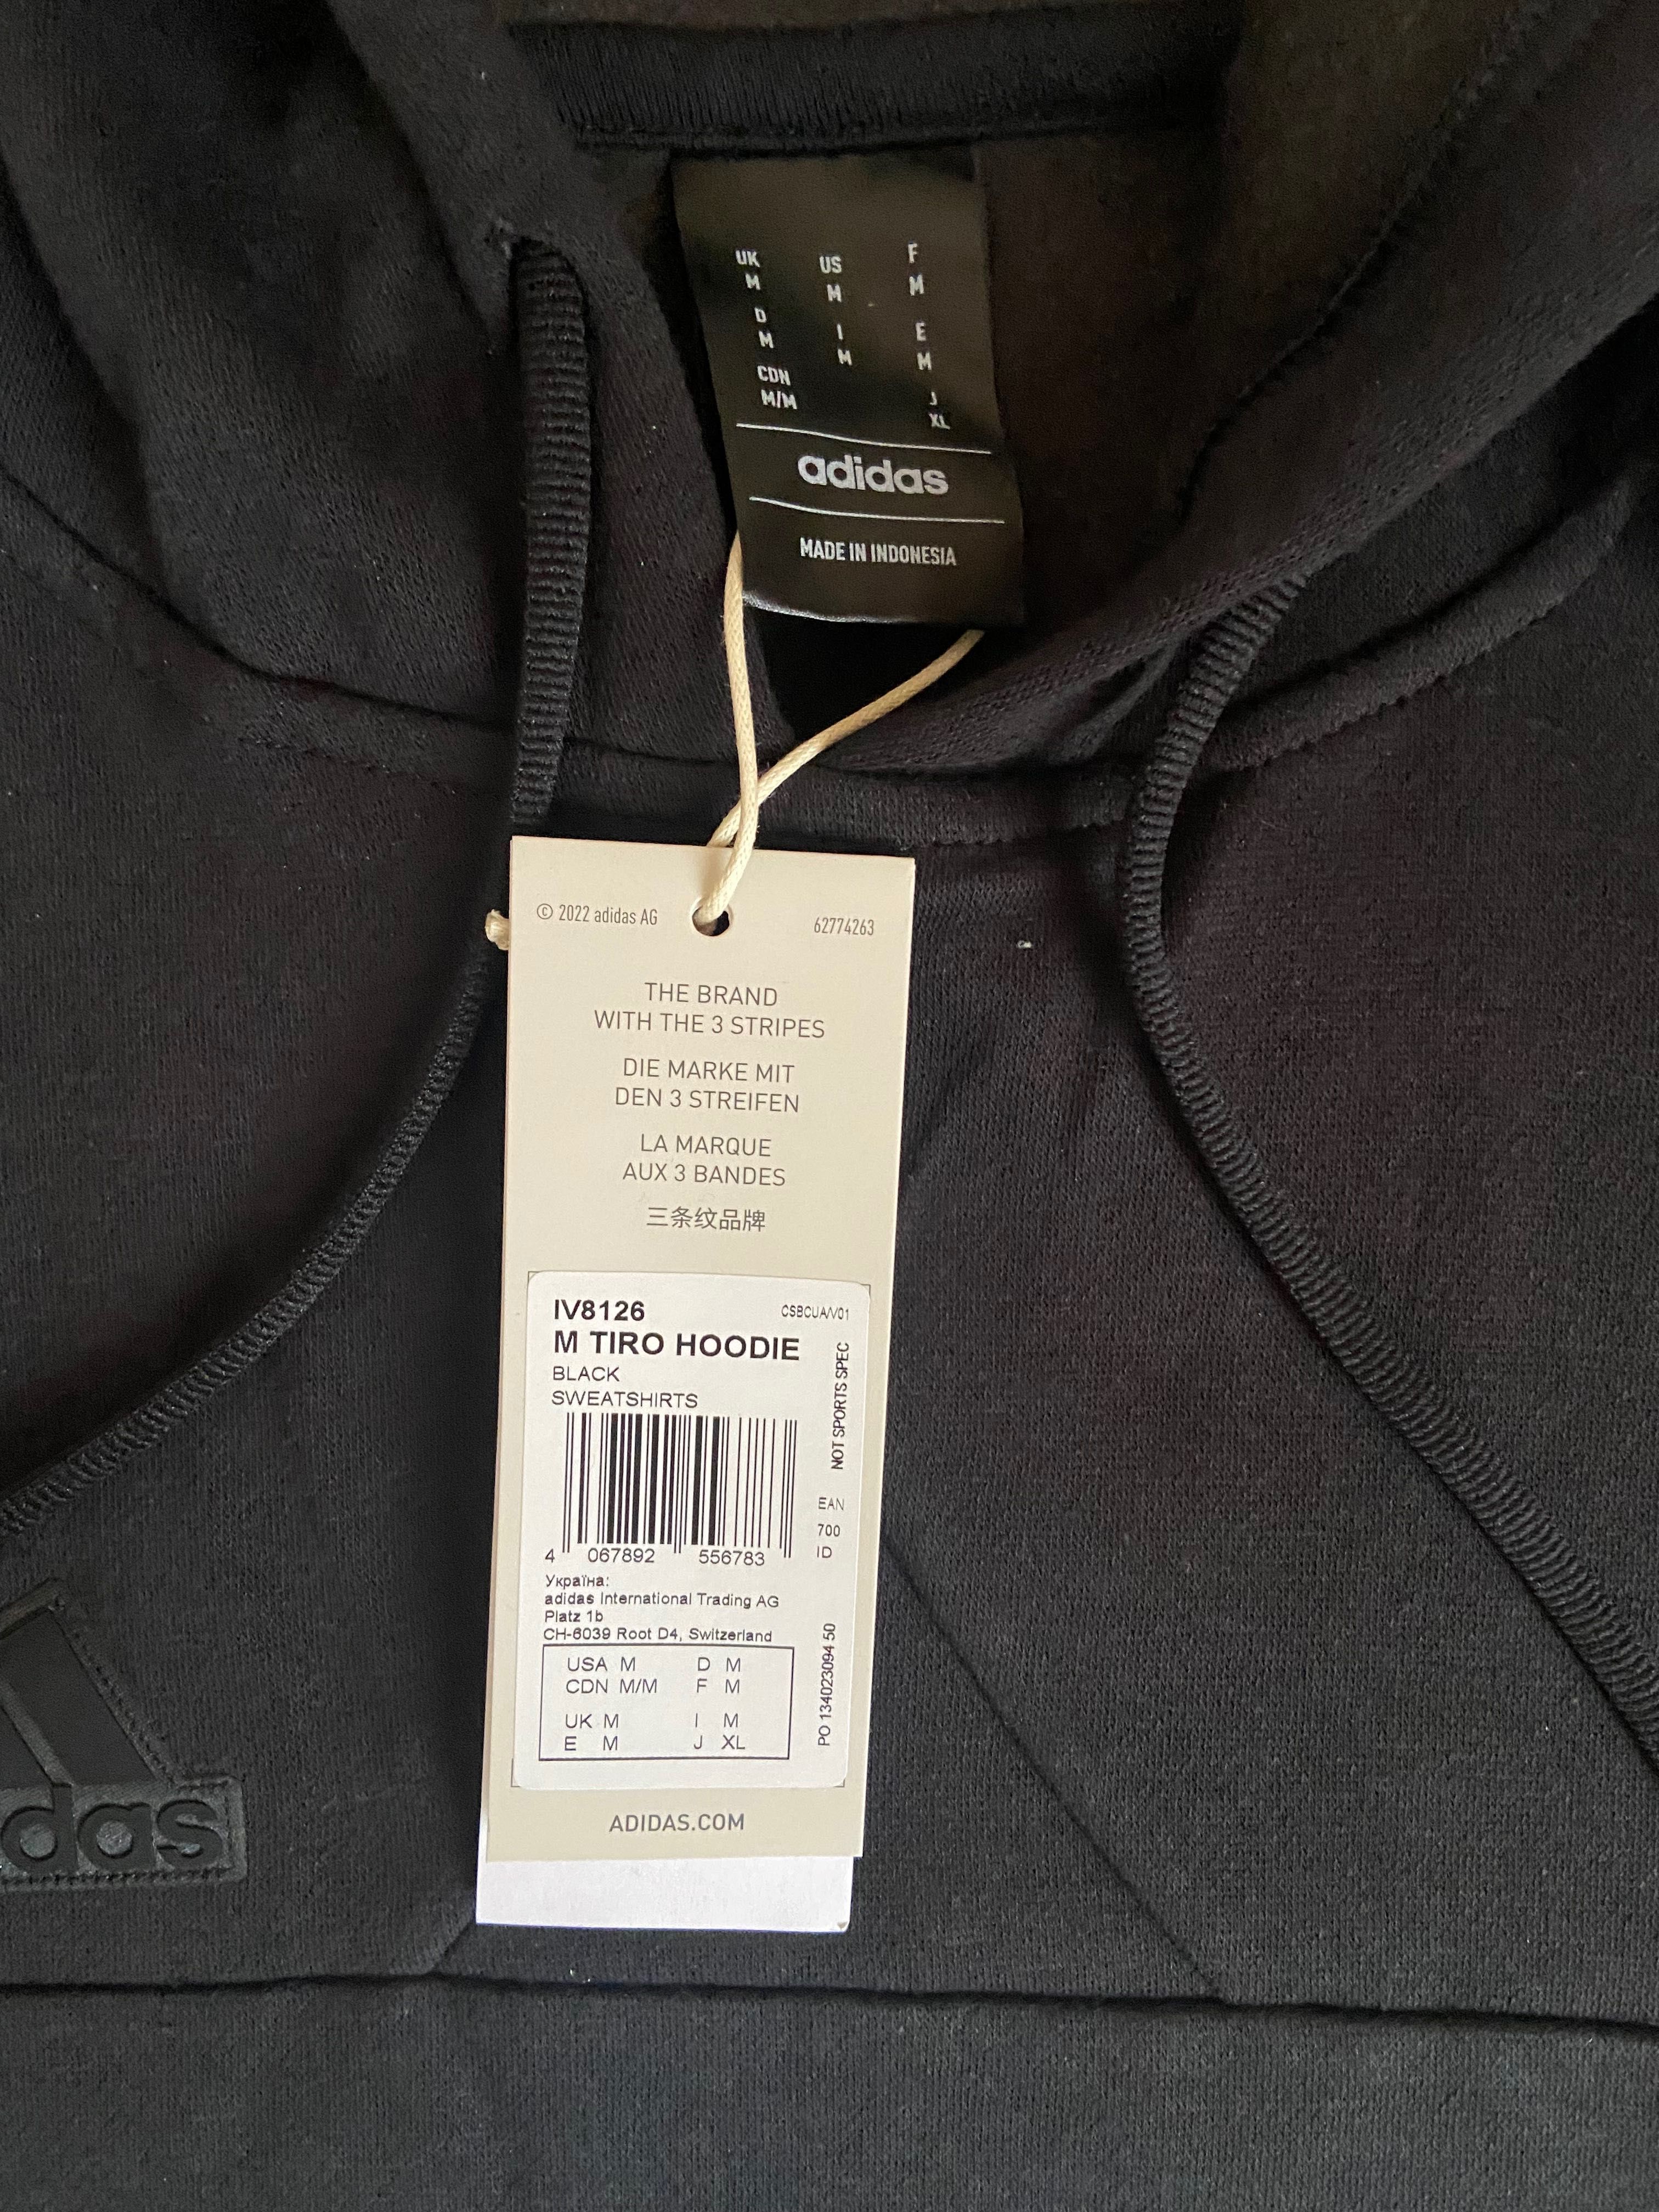 UK US F
M M M
D I E
M M M
CDN J
M/M XL
adidas
MADE IN INDONESIA
© 2022 adidas AG 62774263
THE BRAND
WITH THE 3 STRIPES
DIE MARKE MIT
DEN 3 STREIFEN
LA MARQUE
AUX 3 BANDES
三条纹品牌
IV8126 CSBCUA/V01
M TIRO HOODIE
BLACK
SWEATSHIRTS
NOT SPORTS SPEC
EAN
700
ID
4 067892 556783
Україна:
adidas International Trading AG
Platz 1b
CH-6039 Root D4, Switzerland
USA M D M
CDN M/M F M
UK M I M
E M J XL
PO 134023094 50
ADIDAS.COM
das